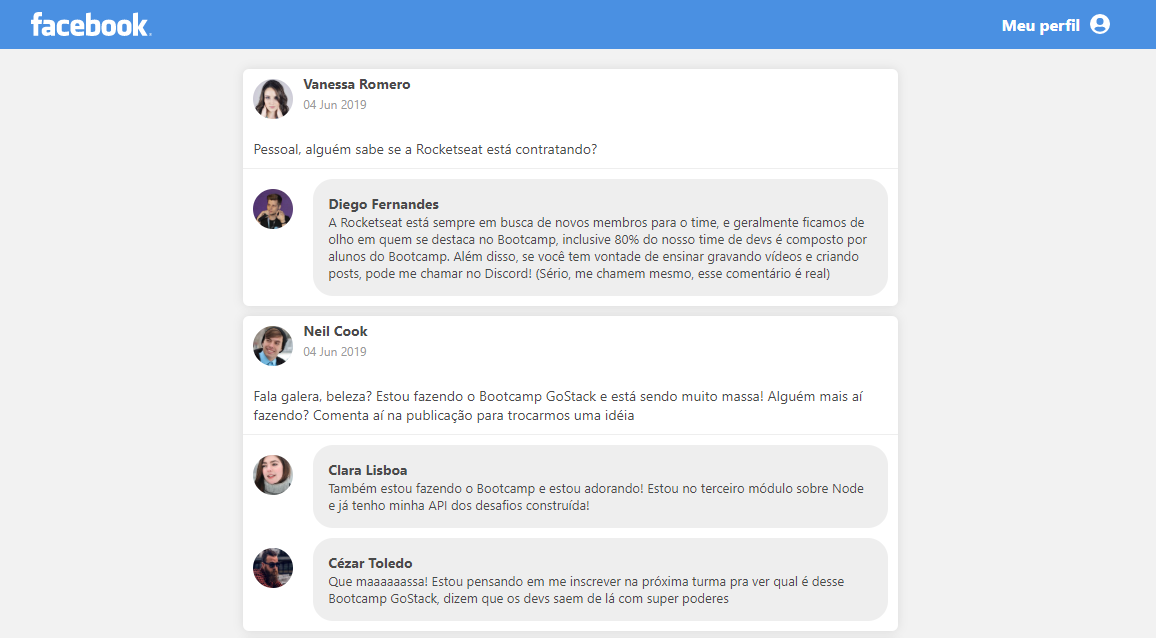 facebook.
Meu perfil
Vanessa Romero
04 Jun 2019
Pessoal, alguém sabe se a Rocketseat está contratando?
Diego Fernandes
A Rocketseat está sempre em busca de novos membros para o time, e geralmente ficamos de
olho em quem se destaca no Bootcamp, inclusive 80% do nosso time de devs é composto por
alunos do Bootcamp. Além disso, se você tem vontade de ensinar gravando vídeos e criando
posts, pode me chamar no Discord! (Sério, me chamem mesmo, esse comentário é real)
Neil Cook
04 Jun 2019
Fala galera, beleza? Estou fazendo o Bootcamp GoStack e está sendo muito massa! Alguém mais aí
fazendo? Comenta aí na publicação para trocarmos uma idéia
Clara Lisboa
Também estou fazendo o Bootcamp e estou adorando! Estou no terceiro módulo sobre Node
e já tenho minha API dos desafios construída!
Cézar Toledo
Que maaaaaassa! Estou pensando em me inscrever na próxima turma pra ver qual é desse
Bootcamp GoStack, dizem que os devs saem de lá com super poderes